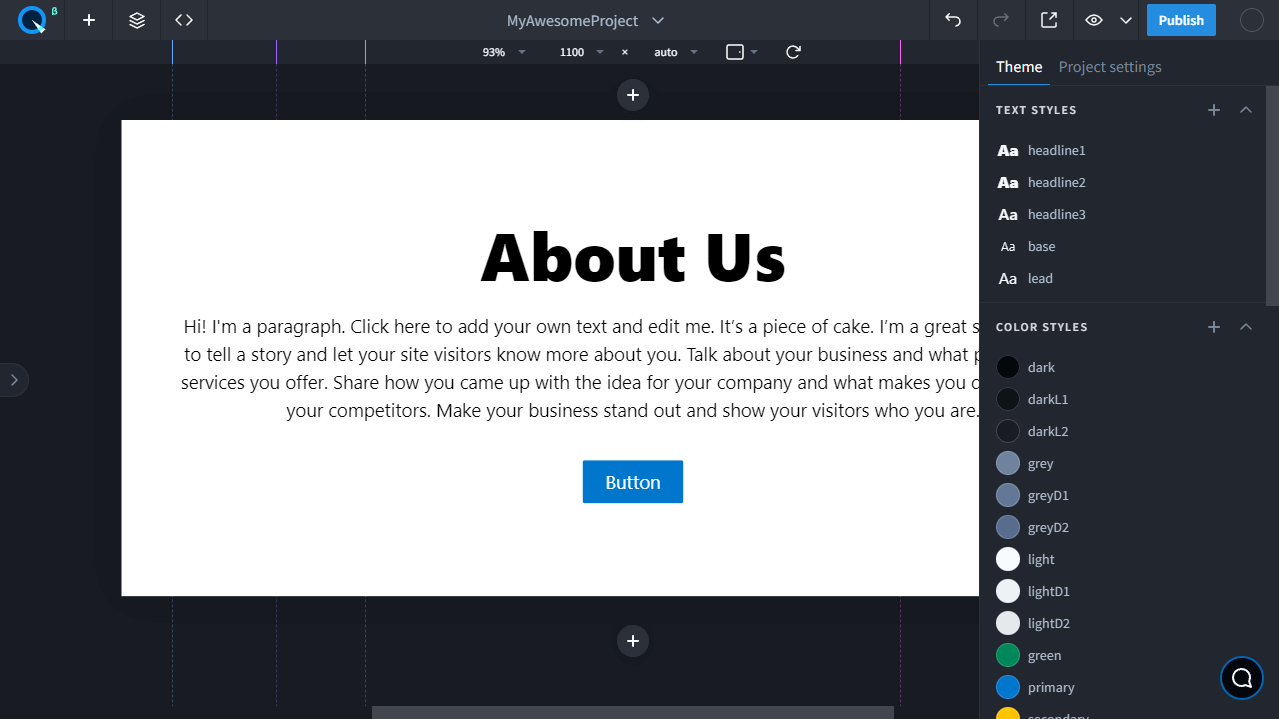 β
MyAwesomeProject
Publish
93%
1100
×
auto
Theme
Project settings
TEXT STYLES
Aa headline1
Aa headline2
Aa headline3
Aa base
Aa lead
About Us
Hi! I'm a paragraph. Click here to add your own text and edit me. It’s a piece of cake. I’m a great s
to tell a story and let your site visitors know more about you. Talk about your business and what p
services you offer. Share how you came up with the idea for your company and what makes you
your competitors. Make your business stand out and show your visitors who you are.
Button
COLOR STYLES
dark
darkL1
darkL2
grey
greyD1
greyD2
light
lightD1
lightD2
green
primary
secondary